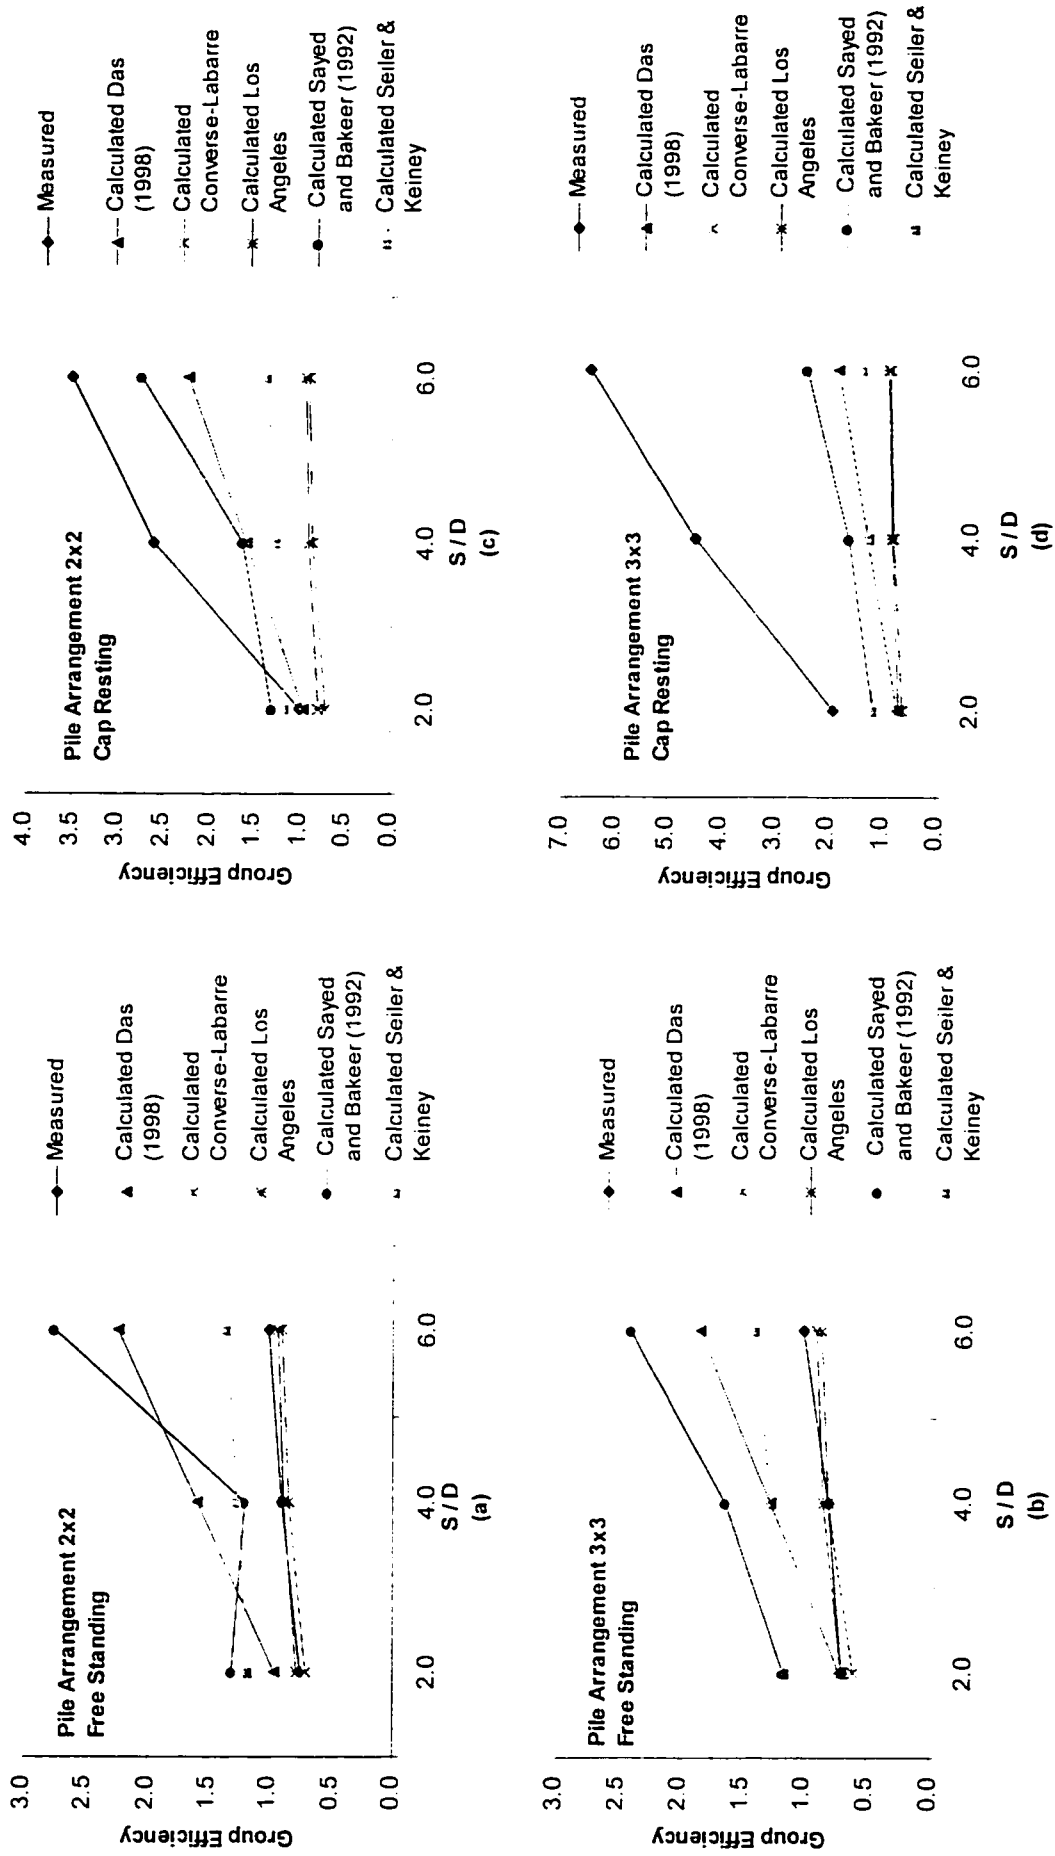 Pile Arrangement 2x2
Free Standing
Group Efficiency
3.0
2.5
2.0
1.5
1.0
0.5
0.0
2.0
4.0
6.0
S / D
(a)
Measured
Calculated Das
(1998)
Calculated
Converse-Labarre
Calculated Los
Angeles
Calculated Sayed
and Bakeer (1992)
Calculated Seiler &
Keiney
Pile Arrangement 2x2
Cap Resting
Group Efficiency
4.0
3.5
3.0
2.5
2.0
1.5
1.0
0.5
0.0
2.0
4.0
6.0
S / D
(c)
Measured
Calculated Das
(1998)
Calculated
Converse-Labarre
Calculated Los
Angeles
Calculated Sayed
and Bakeer (1992)
Calculated Seiler &
Keiney
Pile Arrangement 3x3
Free Standing
Group Efficiency
3.0
2.5
2.0
1.5
1.0
0.5
0.0
2.0
4.0
6.0
S / D
(b)
Measured
Calculated Das
(1998)
Calculated
Converse-Labarre
Calculated Los
Angeles
Calculated Sayed
and Bakeer (1992)
Calculated Seiler &
Keiney
Pile Arrangement 3x3
Cap Resting
Group Efficiency
7.0
6.0
5.0
4.0
3.0
2.0
1.0
0.0
2.0
4.0
6.0
S / D
(d)
Measured
Calculated Das
(1998)
Calculated
Converse-Labarre
Calculated Los
Angeles
Calculated Sayed
and Bakeer (1992)
Calculated Seiler &
Keiney